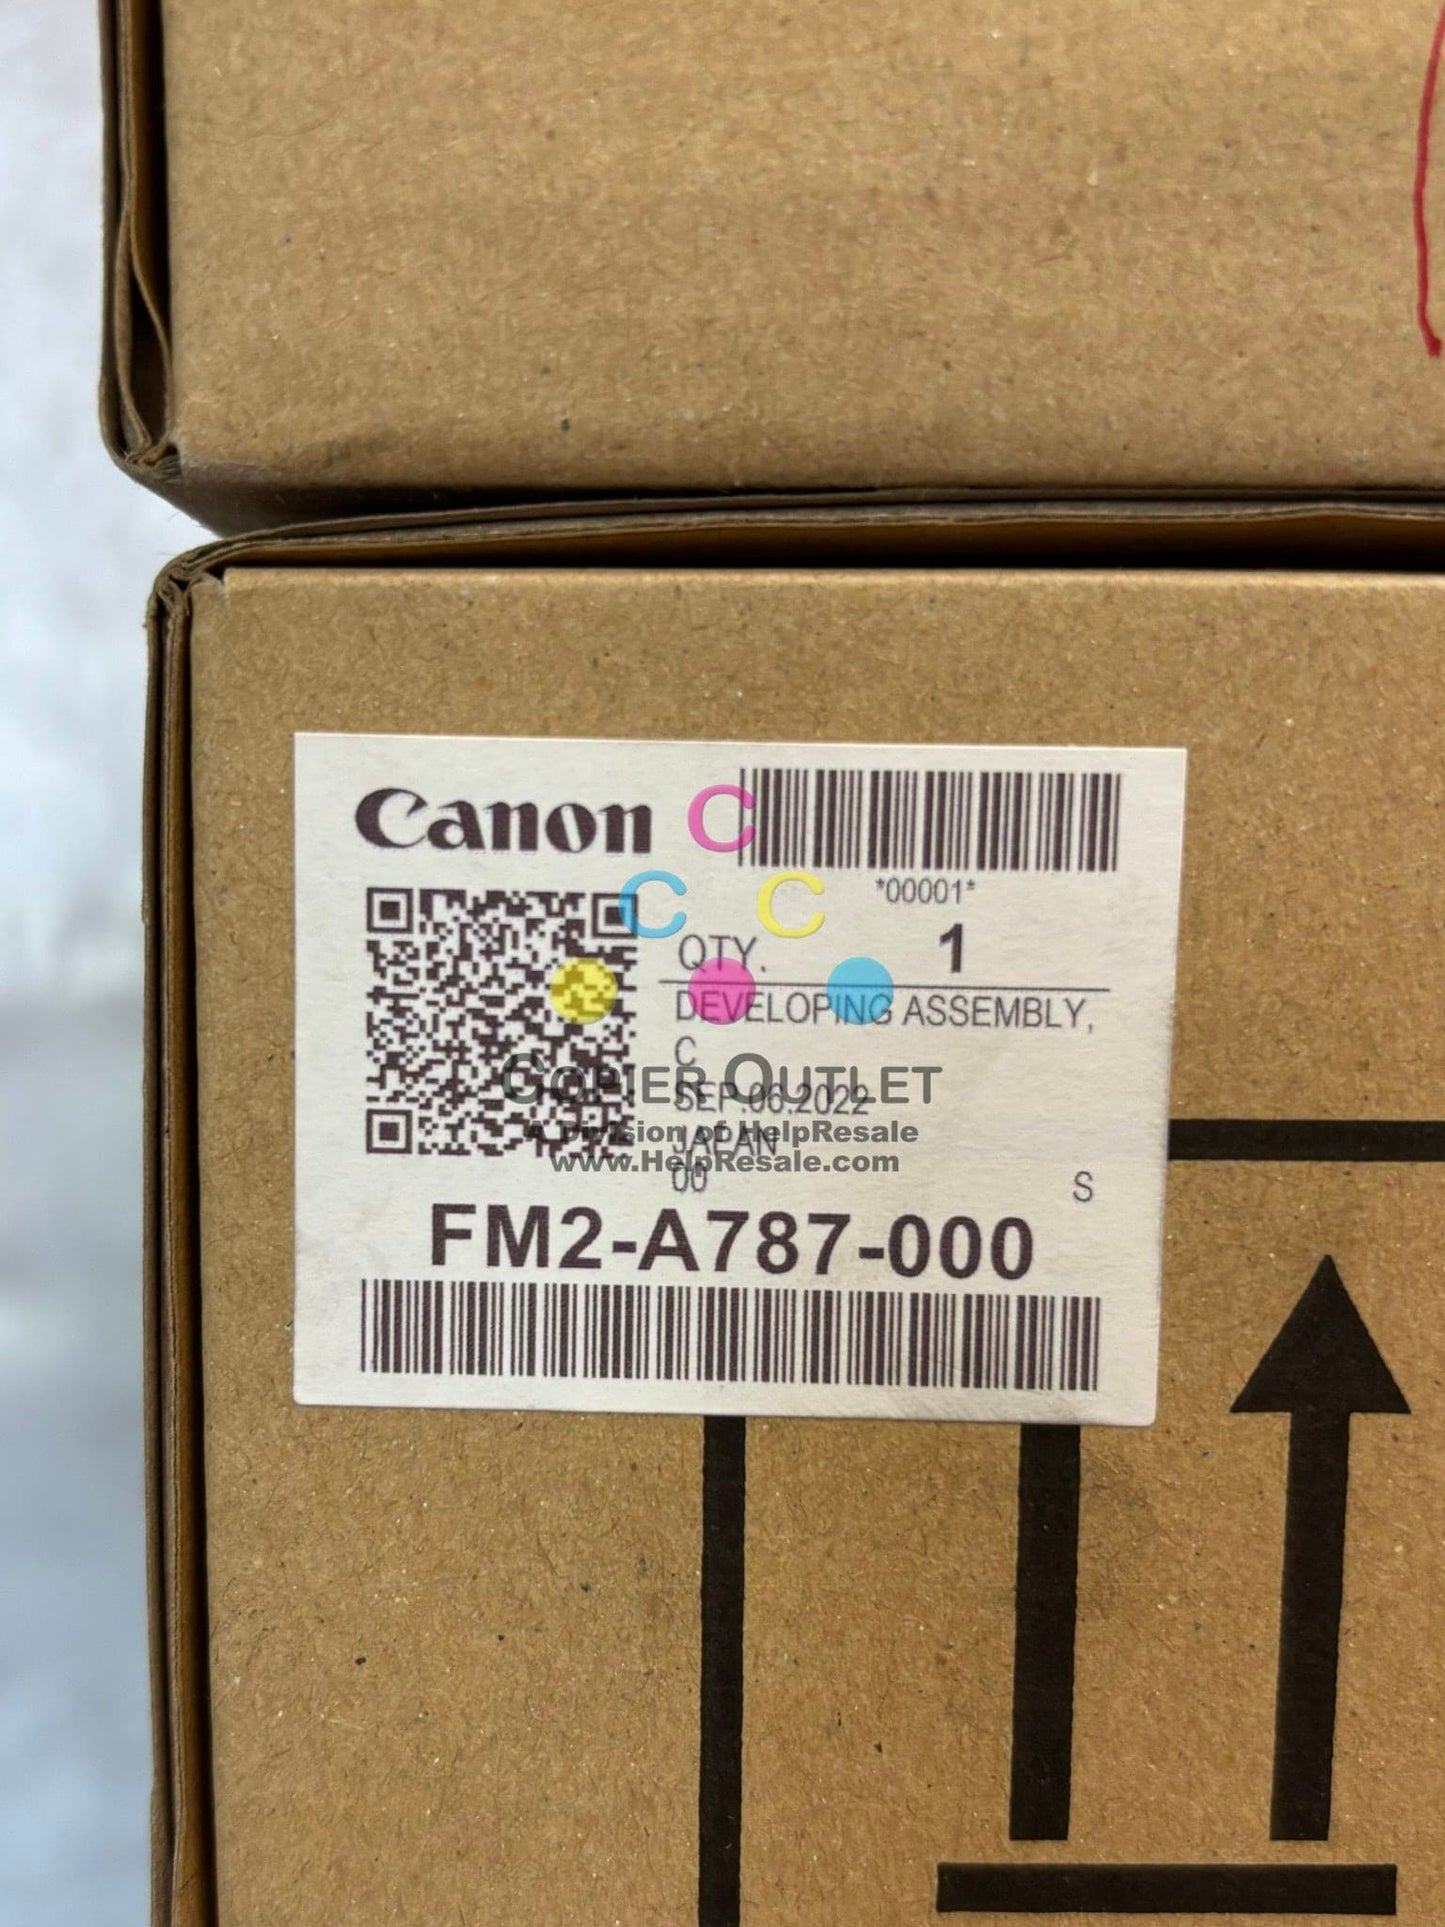 Canon
*00001*
QTY. 1
DEVELOPING ASSEMBLY,
C
SEP.06.2022
JAPAN
00
S
FM2-A787-000
COPIER OUTLET
A Division of HelpResale
www.HelpResale.com